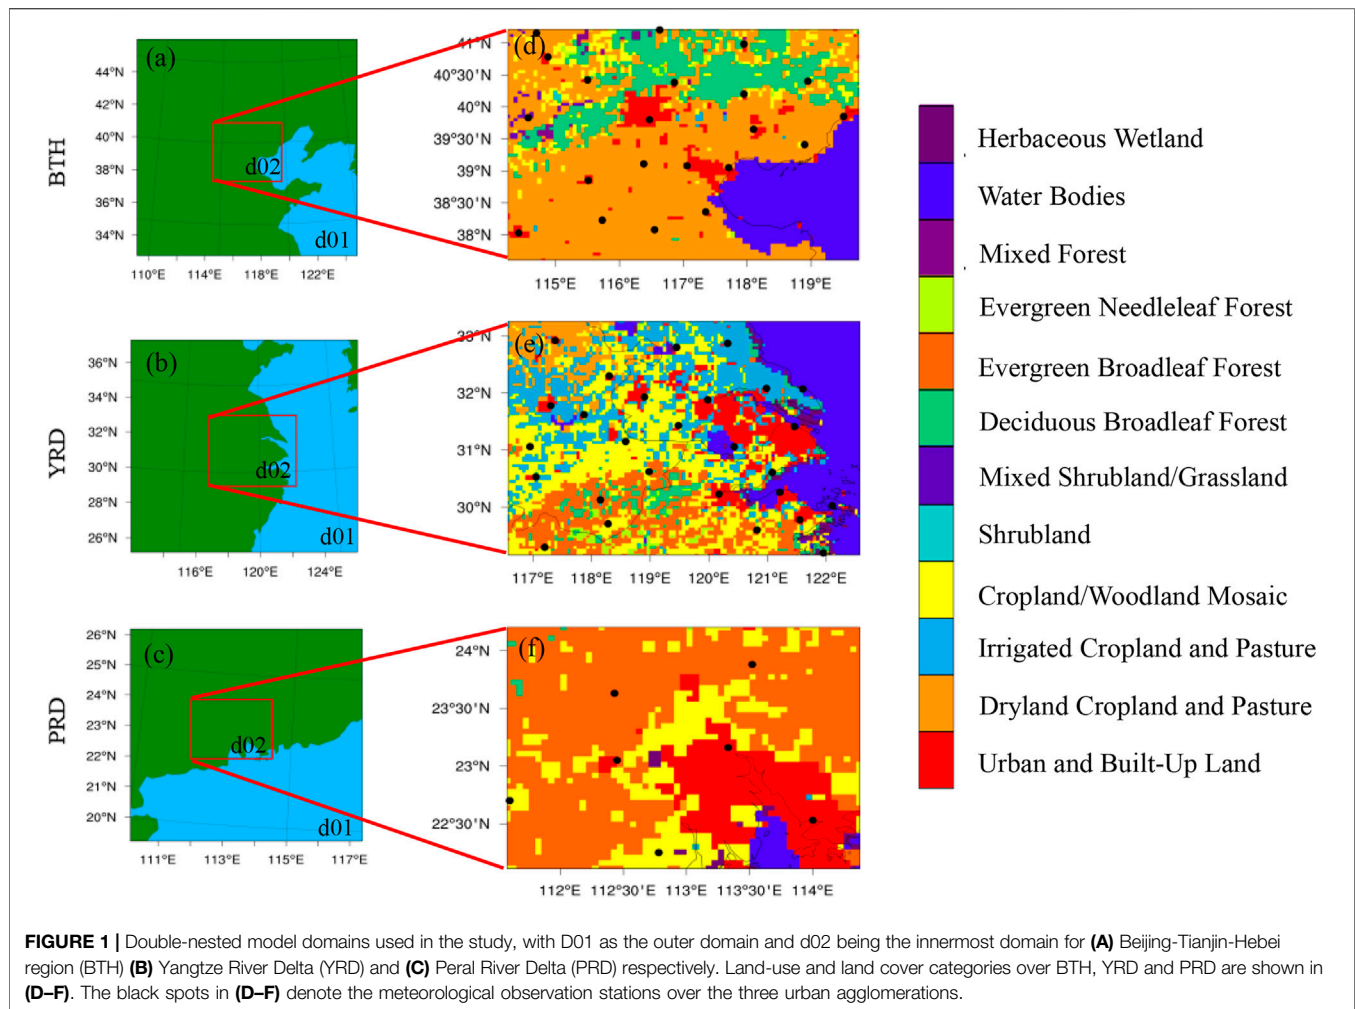 BTH
(a)
44°N
42°N
40°N
38°N
36°N
34°N
d02
d01
110°E 114°E 118°E 122°E
(d)
41°N
40°30'N
40°N
39°30'N
39°N
38°30'N
38°N
115°E 116°E 117°E 118°E 119°E
YRD
(b)
36°N
34°N
32°N
30°N
28°N
26°N
d02
d01
116°E 120°E 124°E
(e)
33°N
32°N
31°N
30°N
117°E 118°E 119°E 120°E 121°E 122°E
PRD
(c)
26°N
25°N
24°N
23°N
22°N
21°N
20°N
d02
d01
111°E 113°E 115°E 117°E
(f)
24°N
23°30'N
23°N
22°30'N
112°E 112°30'E 113°E 113°30'E 114°E
Herbaceous Wetland
Water Bodies
Mixed Forest
Evergreen Needleleaf Forest
Evergreen Broadleaf Forest
Deciduous Broadleaf Forest
Mixed Shrubland/Grassland
Shrubland
Cropland/Woodland Mosaic
Irrigated Cropland and Pasture
Dryland Cropland and Pasture
Urban and Built-Up Land
FIGURE 1 | Double-nested model domains used in the study, with D01 as the outer domain and d02 being the innermost domain for (A) Beijing-Tianjin-Hebei
region (BTH) (B) Yangtze River Delta (YRD) and (C) Peral River Delta (PRD) respectively. Land-use and land cover categories over BTH, YRD and PRD are shown in
(D–F). The black spots in (D–F) denote the meteorological observation stations over the three urban agglomerations.